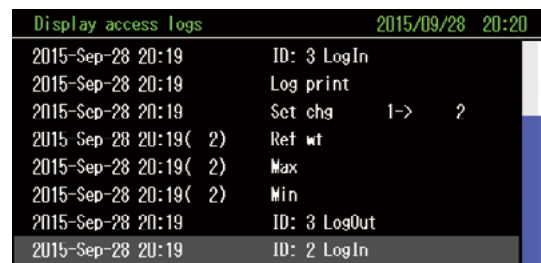 Display access logs 2015/09/28 20:20
2015-Sep-28 20:19 ID: 3 LogIn
2015-Sep-28 20:19 Log print
2015-Sep-28 20:19 Set chg 1-> 2
2015-Sep-28 20:19( 2) Ref wt
2015-Sep-28 20:19( 2) Max
2015-Sep-28 20:19( 2) Min
2015-Sep-28 20:19 ID: 3 LogOut
2015-Sep-28 20:19 ID: 2 LogIn